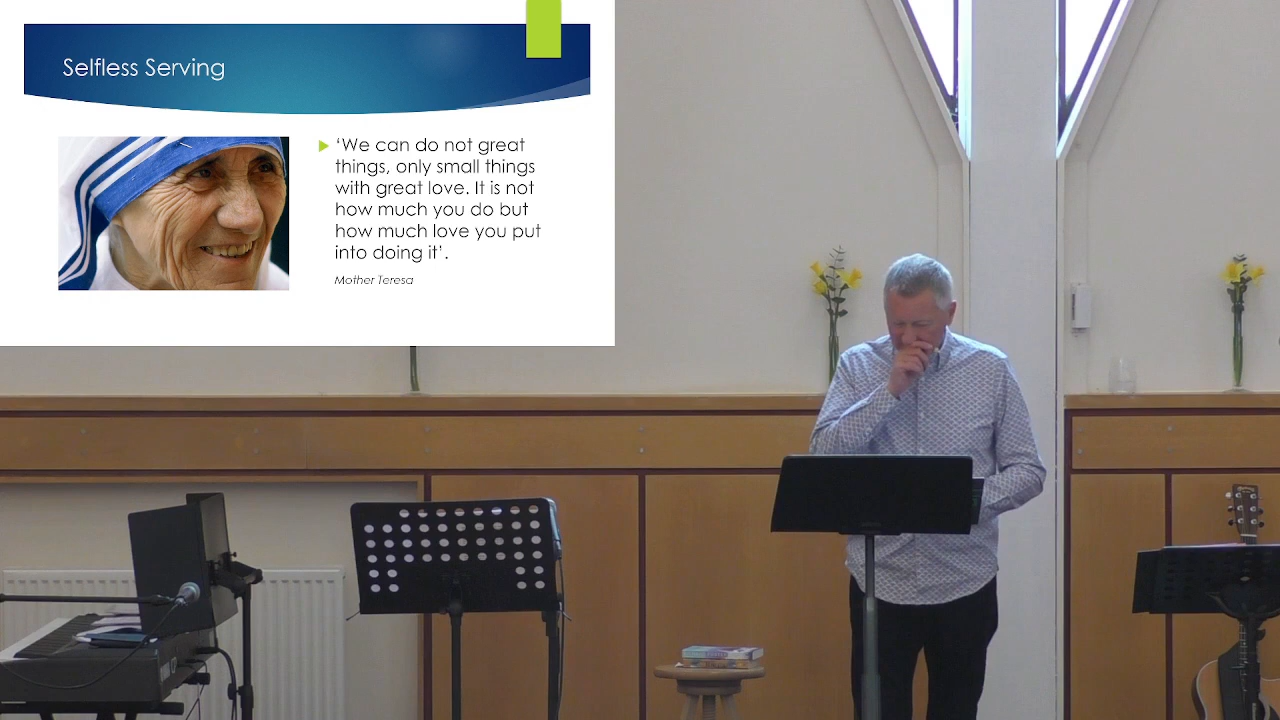 Selfless Serving
‘We can do not great
things, only small things
with great love. It is not
how much you do but
how much love you put
into doing it’.
Mother Teresa